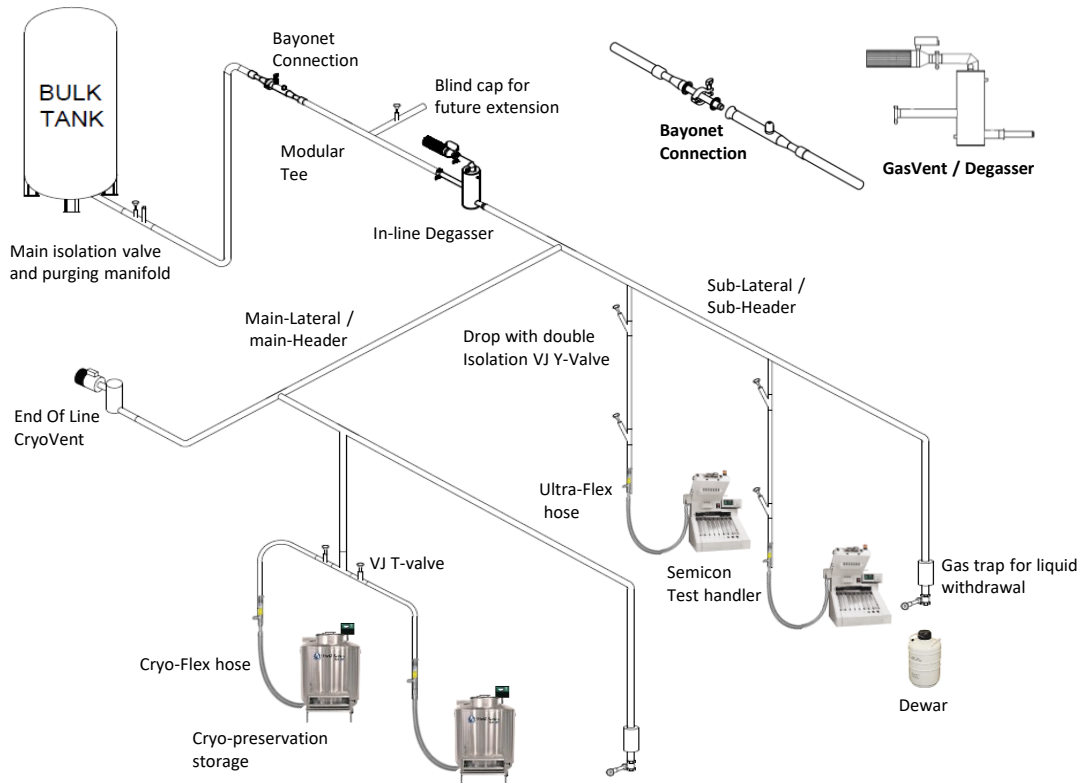 BULK
TANK
Bayonet
Connection
Blind cap for
future extension
Modular
Tee
In-line Degasser
Main isolation valve
and purging manifold
Bayonet
Connection
GasVent / Degasser
Main-Lateral /
main-Header
Sub-Lateral /
Sub-Header
Drop with double
Isolation VJ Y-Valve
End Of Line
CryoVent
Ultra-Flex
hose
Semicon
Test handler
Gas trap for liquid
withdrawal
VJ T-valve
Cryo-Flex hose
Cryo-preservation
storage
Dewar